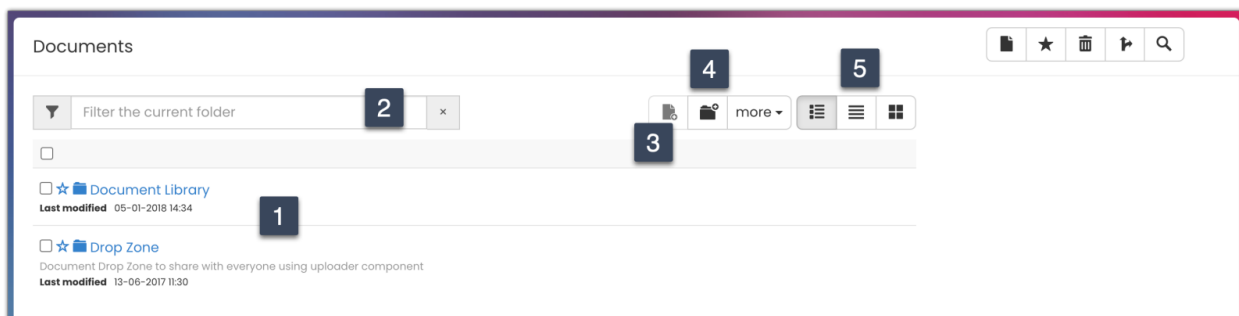 Documents
4
5
Filter the current folder
2
×
more
3
Document Library
Last modified 05-01-2018 14:34
1
Drop Zone
Document Drop Zone to share with everyone using uploader component
Last modified 13-06-2017 11:30